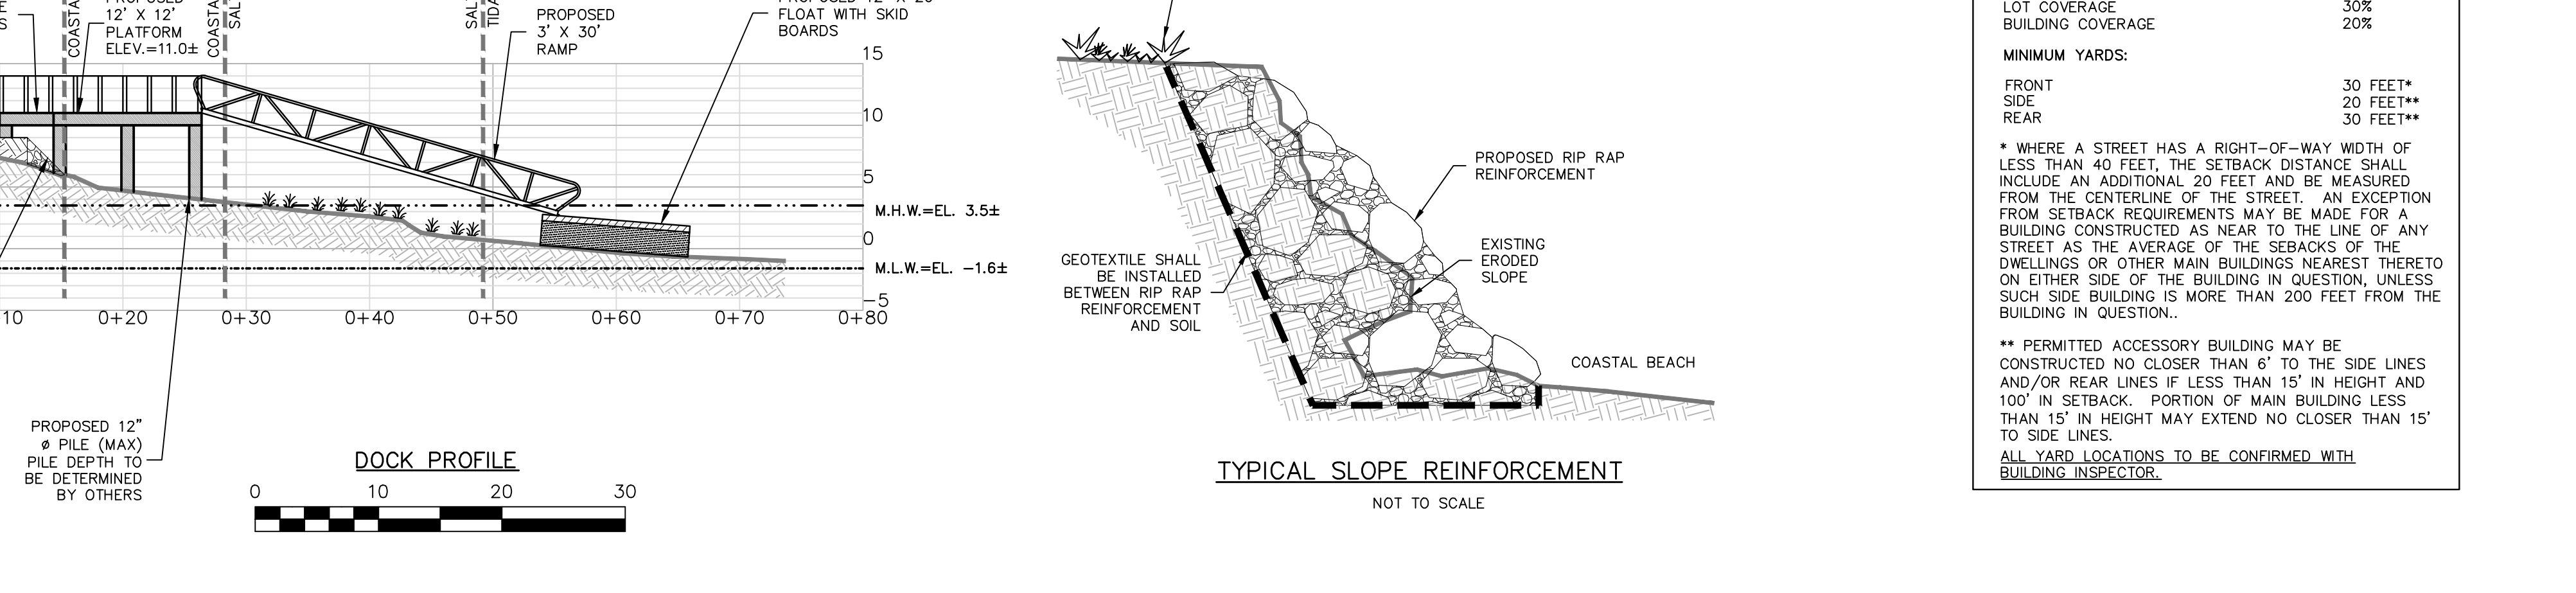 12' X 12'
PLATFORM
ELEV.=11.0±
COASTA
COASTA
SAL
SAL
TIDA
PROPOSED
3' X 30'
RAMP
FLOAT WITH SKID
BOARDS
15
10
5
0
-5
M.H.W.=EL. 3.5±
M.L.W.=EL. -1.6±
10
0+20
0+30
0+40
0+50
0+60
0+70
0+80
PROPOSED 12"
ø PILE (MAX)
PILE DEPTH TO
BE DETERMINED
BY OTHERS
DOCK PROFILE
0 10 20 30
PROPOSED RIP RAP
REINFORCEMENT
EXISTING
ERODED
SLOPE
GEOTEXTILE SHALL
BE INSTALLED
BETWEEN RIP RAP
REINFORCEMENT
AND SOIL
COASTAL BEACH
TYPICAL SLOPE REINFORCEMENT
NOT TO SCALE
LOT COVERAGE 30%
BUILDING COVERAGE 20%
MINIMUM YARDS:
FRONT 30 FEET*
SIDE 20 FEET**
REAR 30 FEET**
* WHERE A STREET HAS A RIGHT-OF-WAY WIDTH OF
LESS THAN 40 FEET, THE SETBACK DISTANCE SHALL
INCLUDE AN ADDITIONAL 20 FEET AND BE MEASURED
FROM THE CENTERLINE OF THE STREET. AN EXCEPTION
FROM SETBACK REQUIREMENTS MAY BE MADE FOR A
BUILDING CONSTRUCTED AS NEAR TO THE LINE OF ANY
STREET AS THE AVERAGE OF THE SEBACKS OF THE
DWELLINGS OR OTHER MAIN BUILDINGS NEAREST THERETO
ON EITHER SIDE OF THE BUILDING IN QUESTION, UNLESS
SUCH SIDE BUILDING IS MORE THAN 200 FEET FROM THE
BUILDING IN QUESTION..
** PERMITTED ACCESSORY BUILDING MAY BE
CONSTRUCTED NO CLOSER THAN 6' TO THE SIDE LINES
AND/OR REAR LINES IF LESS THAN 15' IN HEIGHT AND
100' IN SETBACK. PORTION OF MAIN BUILDING LESS
THAN 15' IN HEIGHT MAY EXTEND NO CLOSER THAN 15'
TO SIDE LINES.
ALL YARD LOCATIONS TO BE CONFIRMED WITH
BUILDING INSPECTOR.